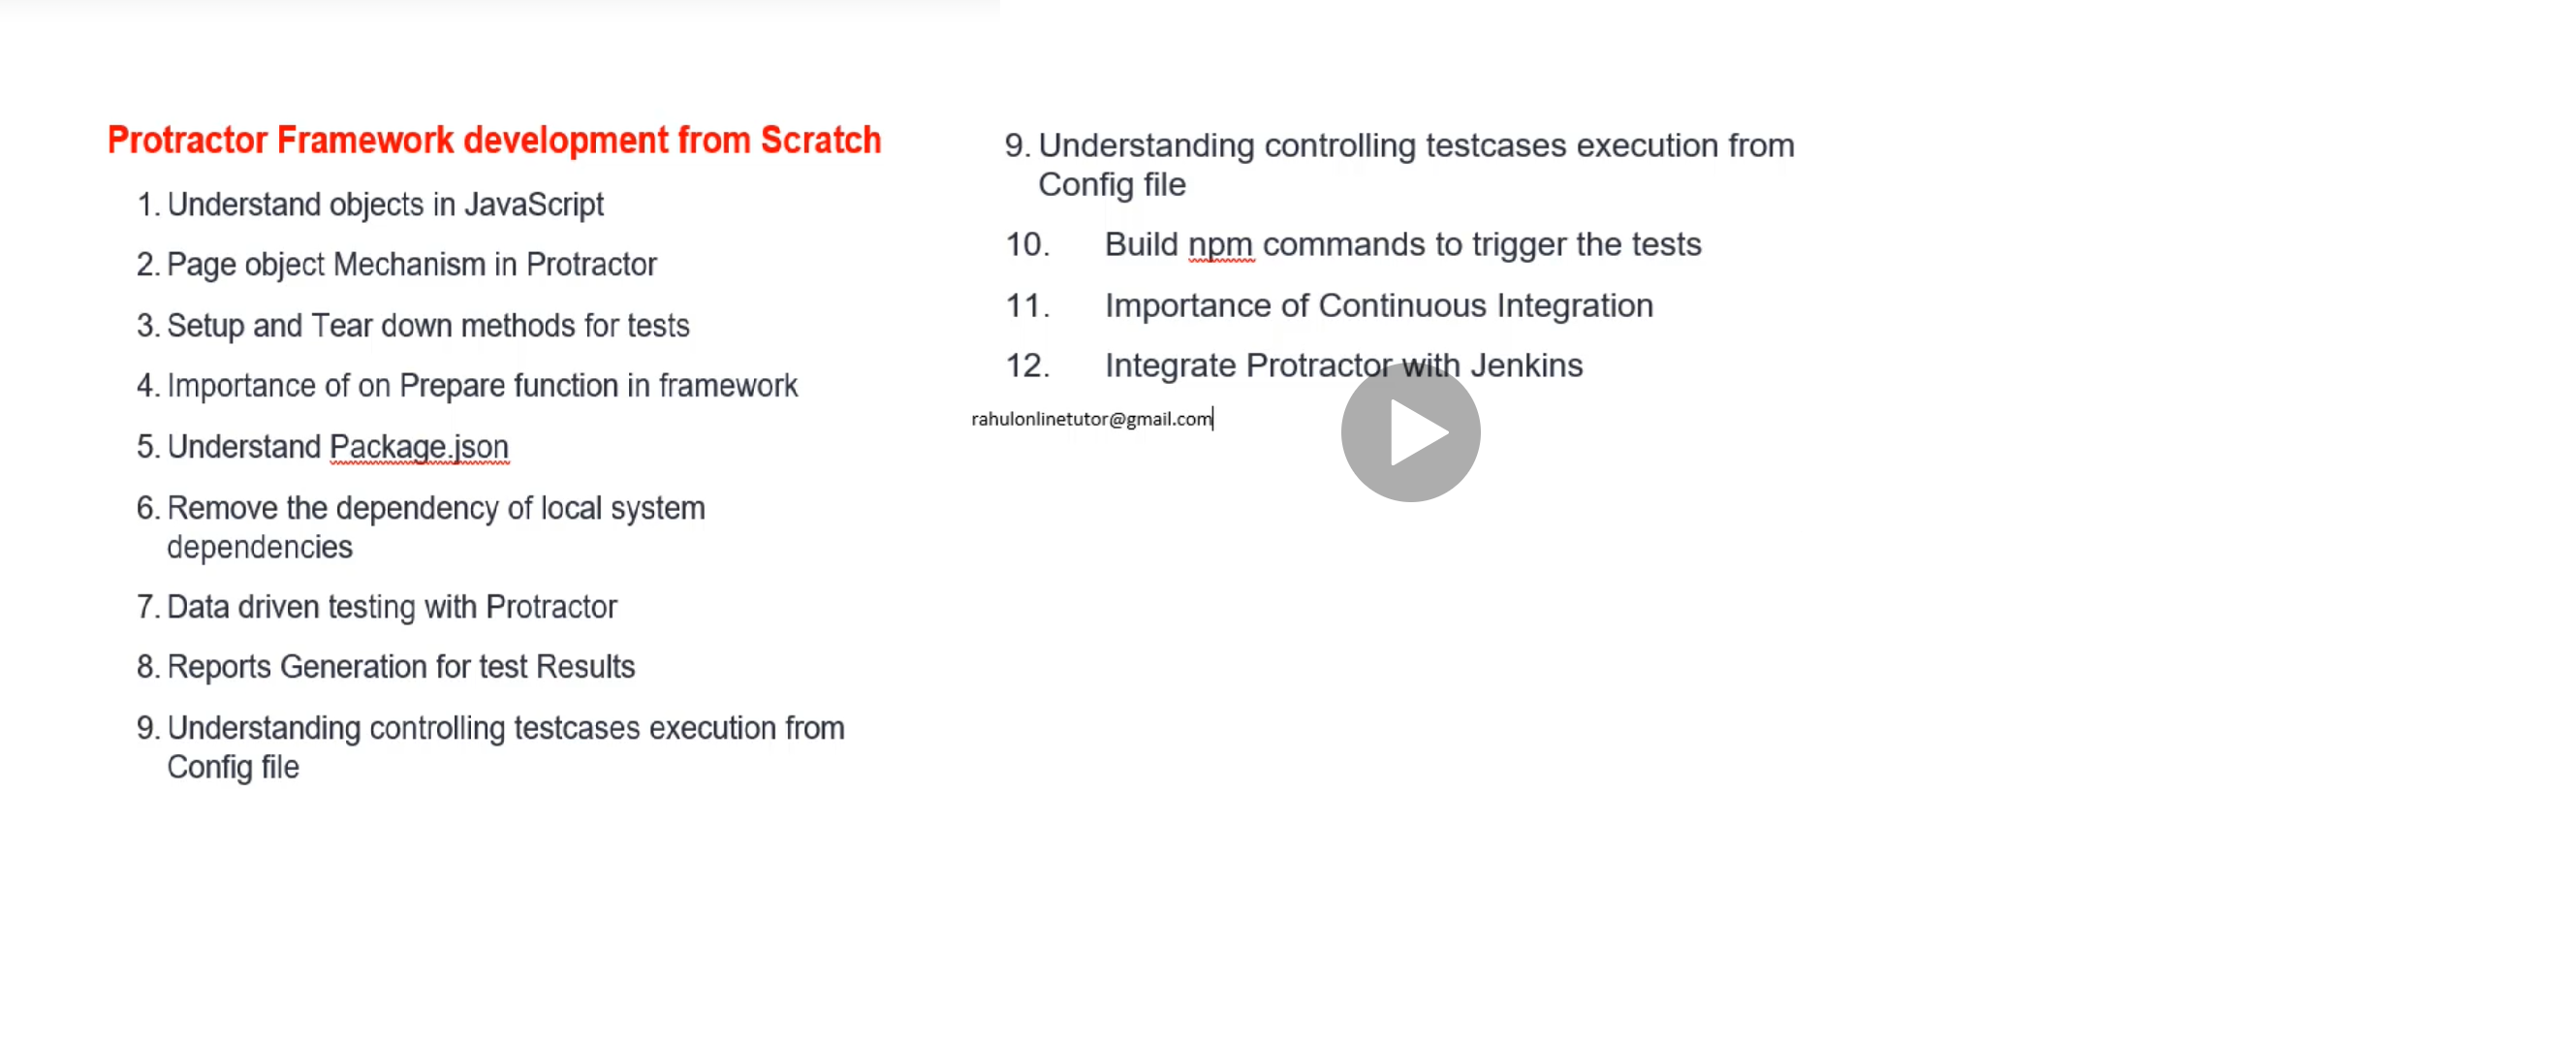 Protractor Framework development from Scratch
1. Understand objects in JavaScript
2. Page object Mechanism in Protractor
3. Setup and Tear down methods for tests
4. Importance of on Prepare function in framework
5. Understand Package.json
6. Remove the dependency of local system
dependencies
7. Data driven testing with Protractor
8. Reports Generation for test Results
9. Understanding controlling testcases execution from
Config file
9. Understanding controlling testcases execution from
Config file
10. Build npm commands to trigger the tests
11. Importance of Continuous Integration
12. Integrate Protractor with Jenkins
rahulonlinetutor@gmail.com